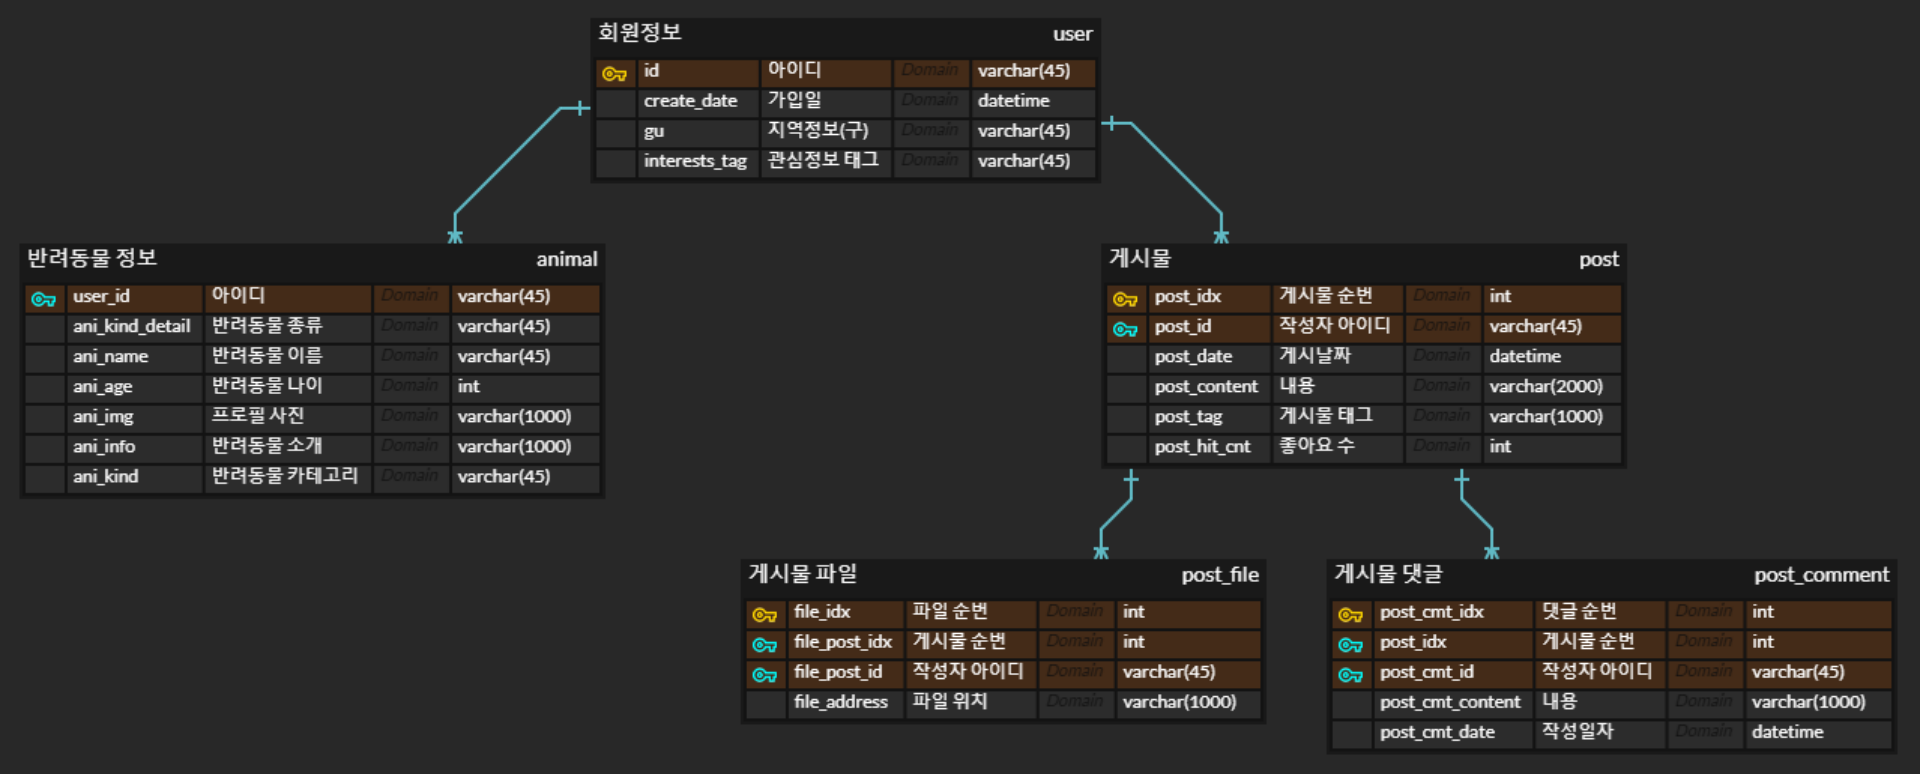 회원정보 user
id 아이디 Domain varchar(45)
create_date 가입일 Domain datetime
gu 지역정보(구) Domain varchar(45)
interests_tag 관심정보 태그 Domain varchar(45)
반려동물 정보 animal
user_id 아이디 Domain varchar(45)
ani_kind_detail 반려동물 종류 Domain varchar(45)
ani_name 반려동물 이름 Domain varchar(45)
ani_age 반려동물 나이 Domain int
ani_img 프로필 사진 Domain varchar(1000)
ani_info 반려동물 소개 Domain varchar(1000)
ani_kind 반려동물 카테고리 Domain varchar(45)
게시물 post
post_idx 게시물 순번 Domain int
post_id 작성자 아이디 Domain varchar(45)
post_date 게시날짜 Domain datetime
post_content 내용 Domain varchar(2000)
post_tag 게시물 태그 Domain varchar(1000)
post_hit_cnt 좋아요 수 Domain int
게시물 파일 post_file
file_idx 파일 순번 Domain int
file_post_idx 게시물 순번 Domain int
file_post_id 작성자 아이디 Domain varchar(45)
file_address 파일 위치 Domain varchar(1000)
게시물 댓글 post_comment
post_cmt_idx 댓글 순번 Domain int
post_idx 게시물 순번 Domain int
post_cmt_id 작성자 아이디 Domain varchar(45)
post_cmt_content 내용 Domain varchar(1000)
post_cmt_date 작성일자 Domain datetime